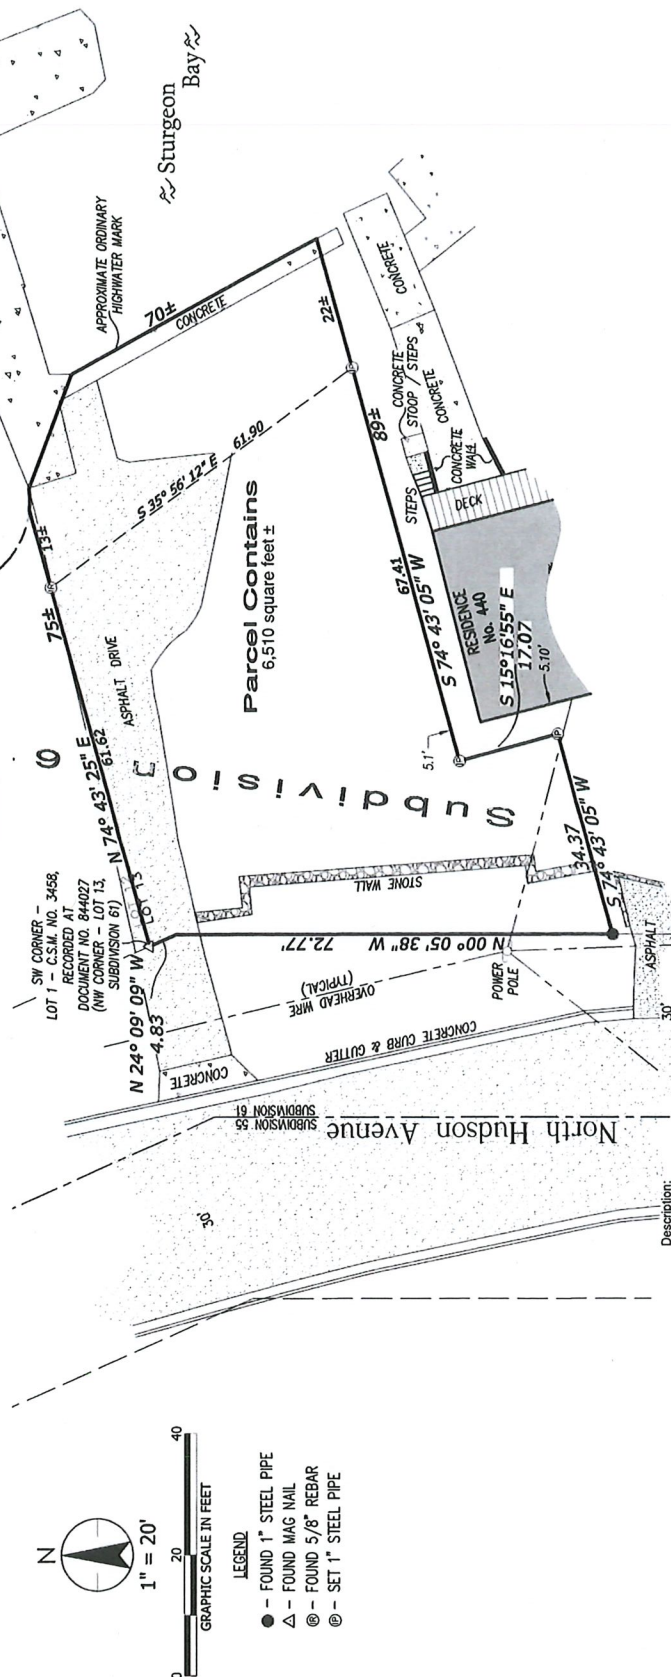 Sturgeon
Bay
APPROXIMATE ORDINARY
HIGHWATER MARK
70±
CONCRETE
22±
CONCRETE
CONCRETE
STOOP / STEPS
CONCRETE
CONCRETE
WALL
STEPS
DECK
89±
67.41
S 74° 43' 05" W
RESIDENCE
No. 440
S 15°16'55" E
17.07
5.10'
5.1'
S 35° 56' 12" E
61.90
13±
75±
Parcel Contains
6,510 square feet ±
ASPHALT DRIVE
N 74° 43' 25" E
61.62
6
Subdivisio
LOT 13
SW CORNER –
LOT 1 – C.S.M. NO. 3458,
RECORDED AT
DOCUMENT NO. 844027
(NW CORNER – LOT 13,
SUBDIVISION 61)
N 24° 09' 09" W
4.83
STONE WALL
N 00° 05' 38" W
72.77'
34.37
S 74° 43' 05" W
OVERHEAD WIRE
(TYPICAL)
POWER
POLE
ASPHALT
30'
CONCRETE
CONCRETE CURB & GUTTER
SUBDIVISION 55
SUBDIVISION 61
North Hudson Avenue
30'
Description:
N
1" = 20'
0
20
40
GRAPHIC SCALE IN FEET
LEGEND
– FOUND 1" STEEL PIPE
– FOUND MAG NAIL
IR – FOUND 5/8" REBAR
IP – SET 1" STEEL PIPE